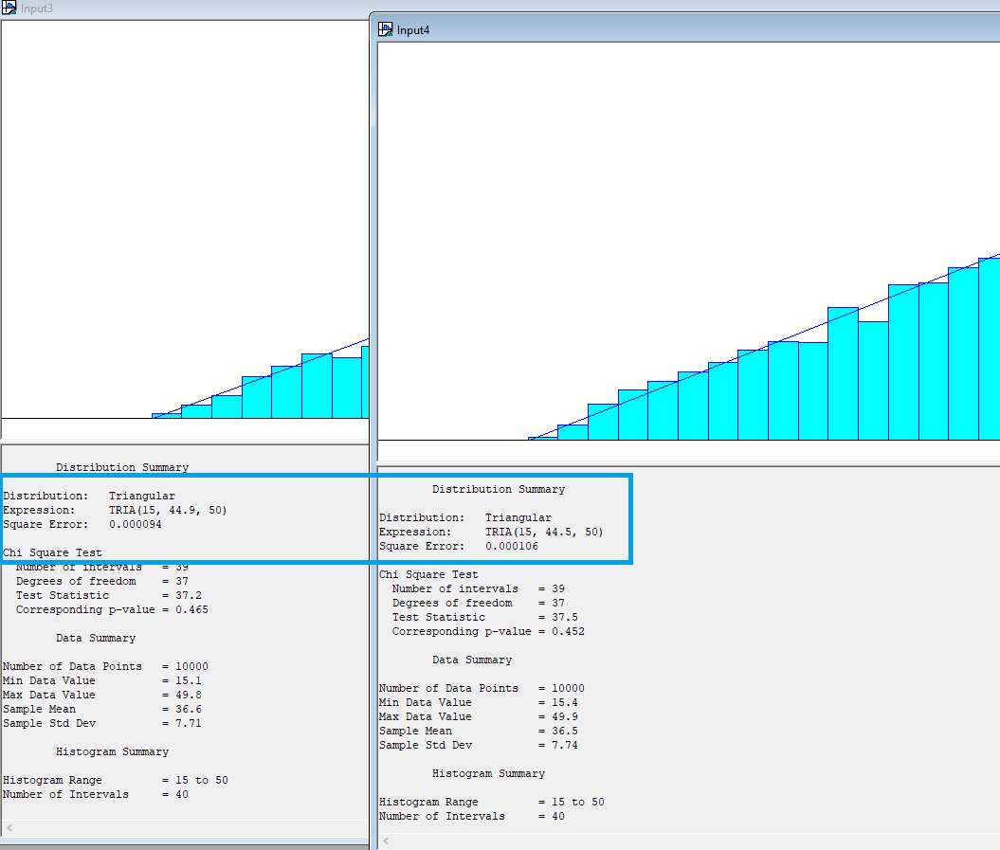 Input3
Distribution Summary
Distribution: Triangular
Expression: TRIA(15, 44.9, 50)
Square Error: 0.000094
Chi Square Test
Number of intervals = 39
Degrees of freedom = 37
Test Statistic = 37.2
Corresponding p-value = 0.465
Data Summary
Number of Data Points = 10000
Min Data Value = 15.1
Max Data Value = 49.8
Sample Mean = 36.6
Sample Std Dev = 7.71
Histogram Summary
Histogram Range = 15 to 50
Number of Intervals = 40
Input4
Distribution Summary
Distribution: Triangular
Expression: TRIA(15, 44.5, 50)
Square Error: 0.000106
Chi Square Test
Number of intervals = 39
Degrees of freedom = 37
Test Statistic = 37.5
Corresponding p-value = 0.452
Data Summary
Number of Data Points = 10000
Min Data Value = 15.4
Max Data Value = 49.9
Sample Mean = 36.5
Sample Std Dev = 7.74
Histogram Summary
Histogram Range = 15 to 50
Number of Intervals = 40